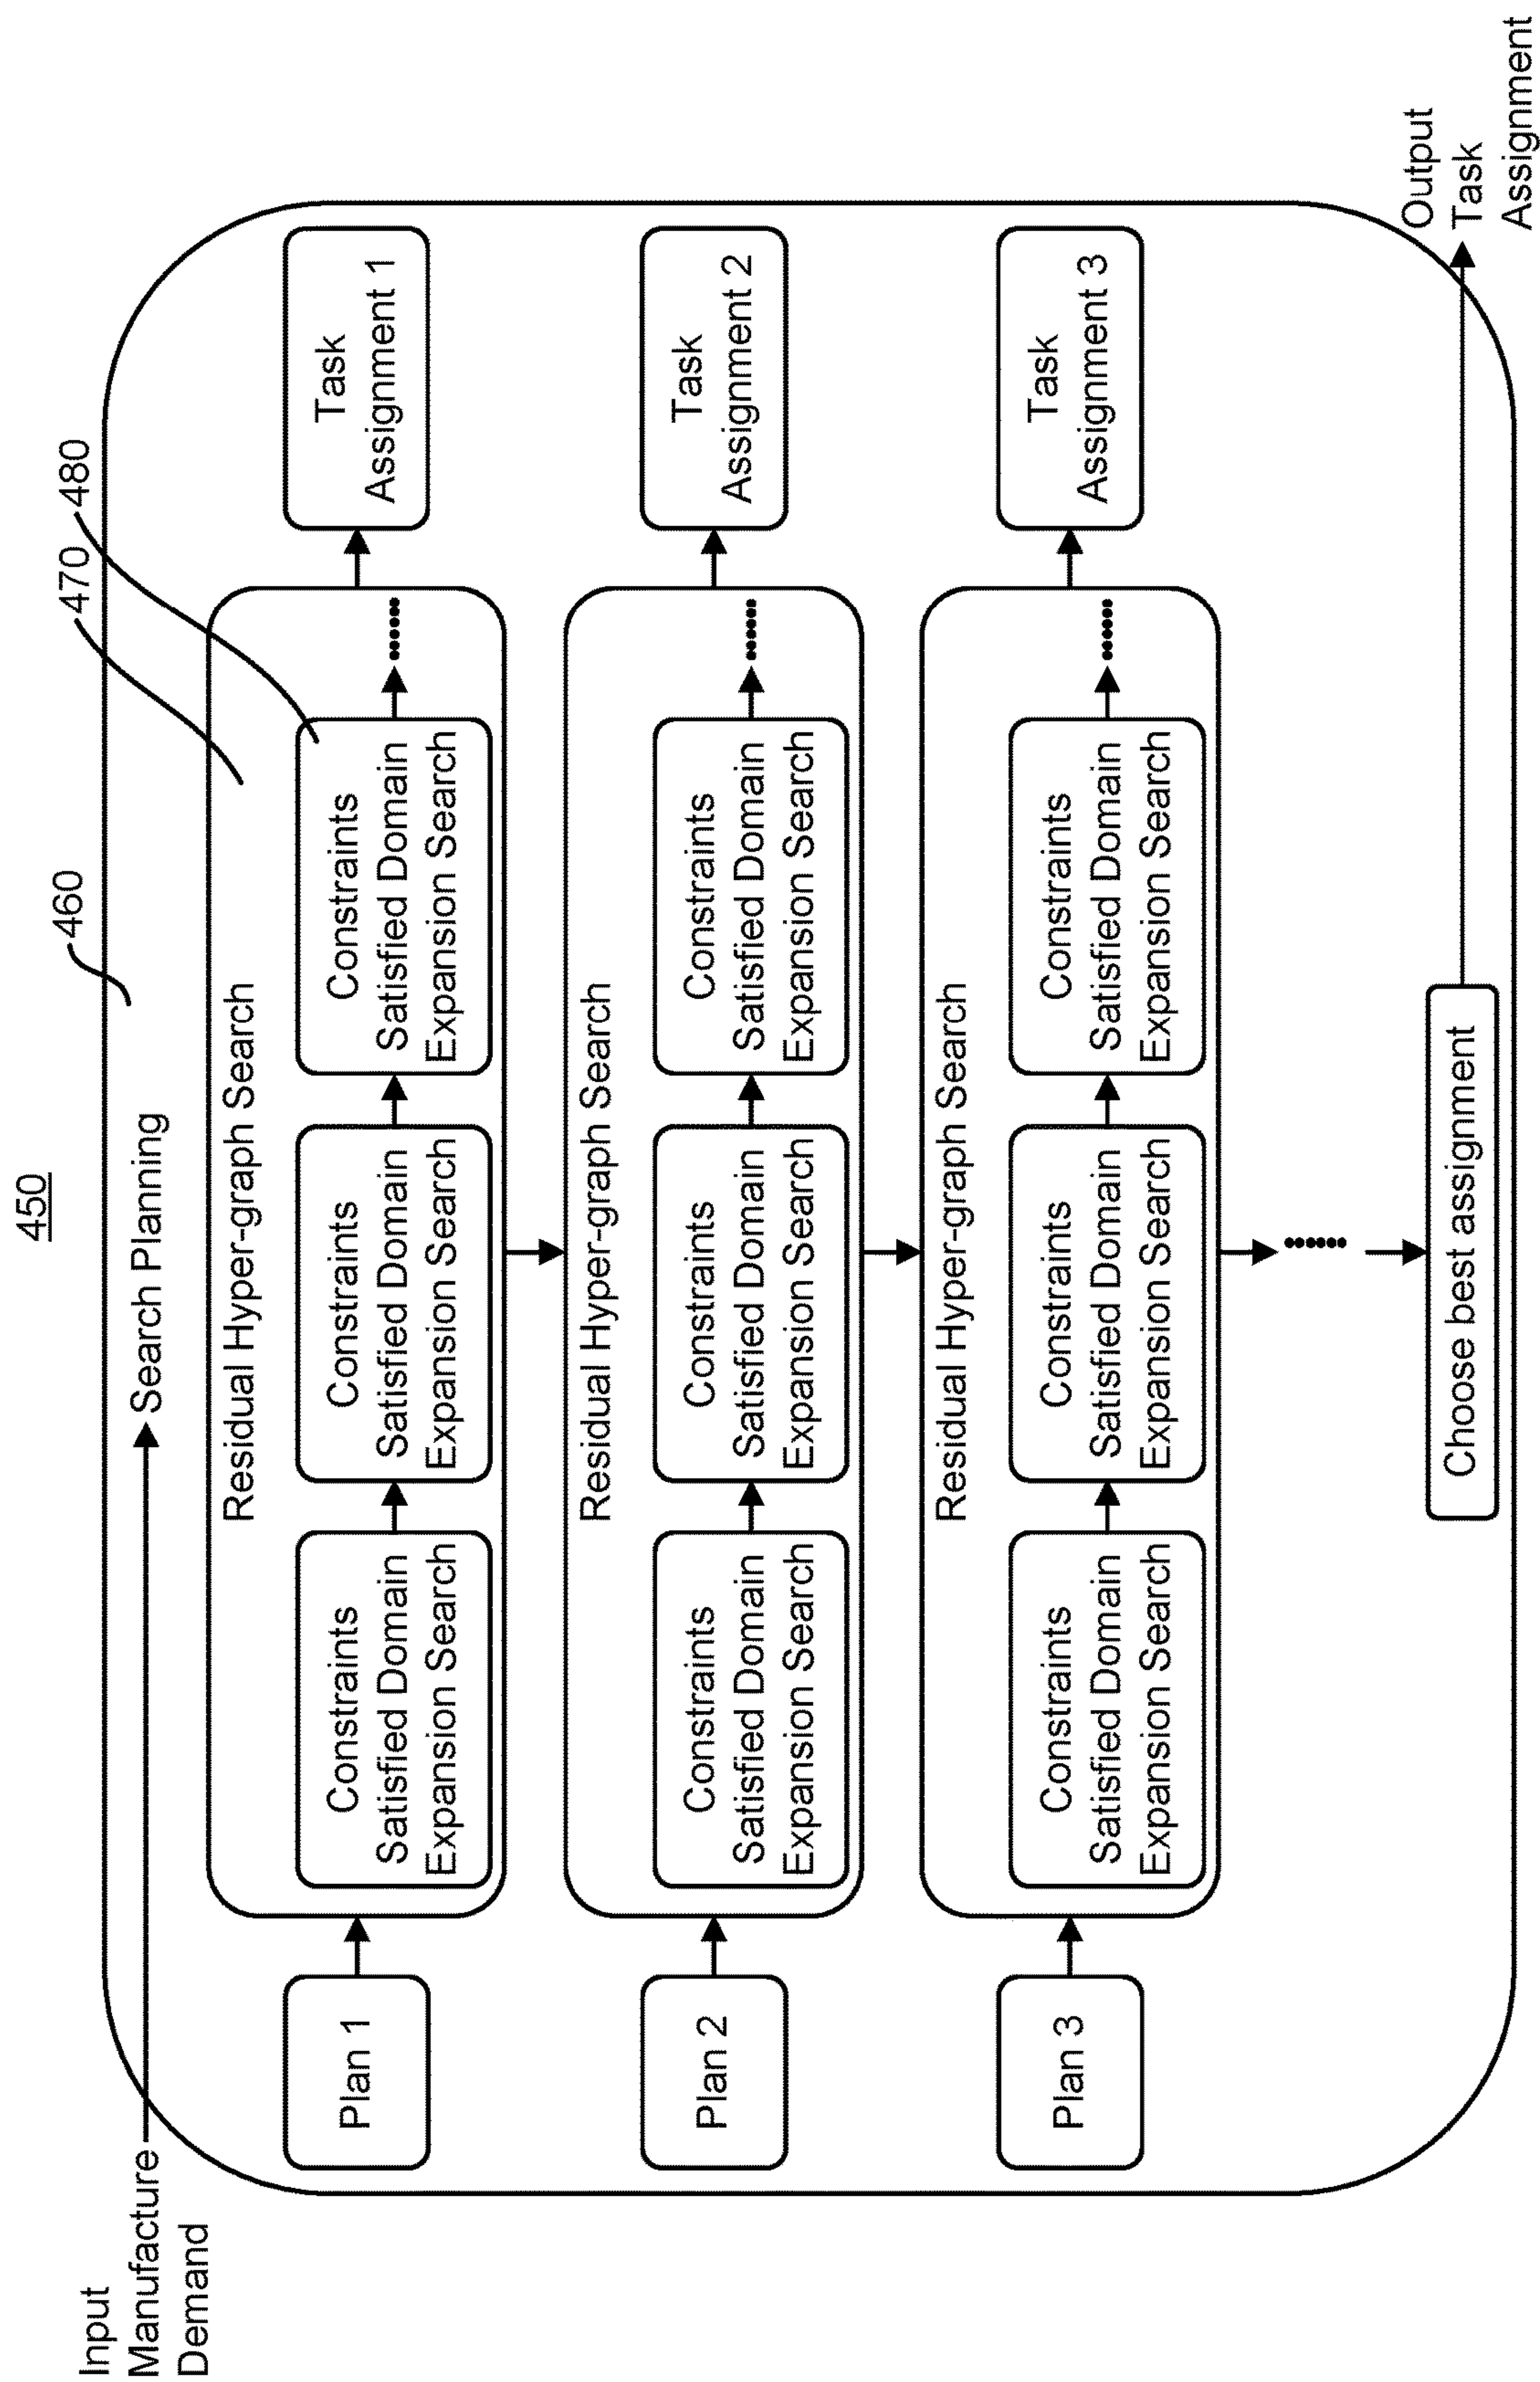 450
460
470
480
Input
Manufacture
Demand
Search Planning
Residual Hyper-graph Search
Plan 1
Constraints
Satisfied Domain
Expansion Search
Constraints
Satisfied Domain
Expansion Search
Constraints
Satisfied Domain
Expansion Search
Task
Assignment 1
Residual Hyper-graph Search
Plan 2
Constraints
Satisfied Domain
Expansion Search
Constraints
Satisfied Domain
Expansion Search
Constraints
Satisfied Domain
Expansion Search
Task
Assignment 2
Residual Hyper-graph Search
Plan 3
Constraints
Satisfied Domain
Expansion Search
Constraints
Satisfied Domain
Expansion Search
Constraints
Satisfied Domain
Expansion Search
Task
Assignment 3
Choose best assignment
Output
Task
Assignment